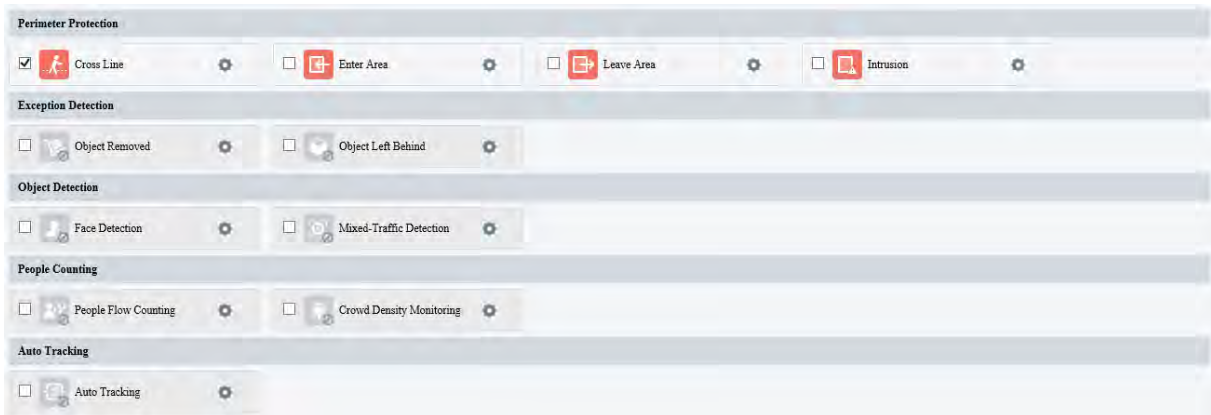 Perimeter Protection
Cross Line Enter Area Leave Area Intrusion
Exception Detection
Object Removed Object Left Behind
Object Detection
Face Detection Mixed-Traffic Detection
People Counting
People Flow Counting Crowd Density Monitoring
Auto Tracking
Auto Tracking